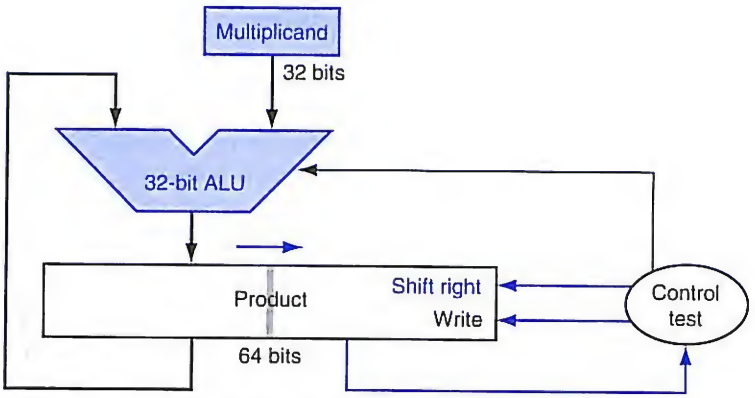 Multiplicand
32 bits
32-bit ALU
Product
Shift right
Write
64 bits
Control
test